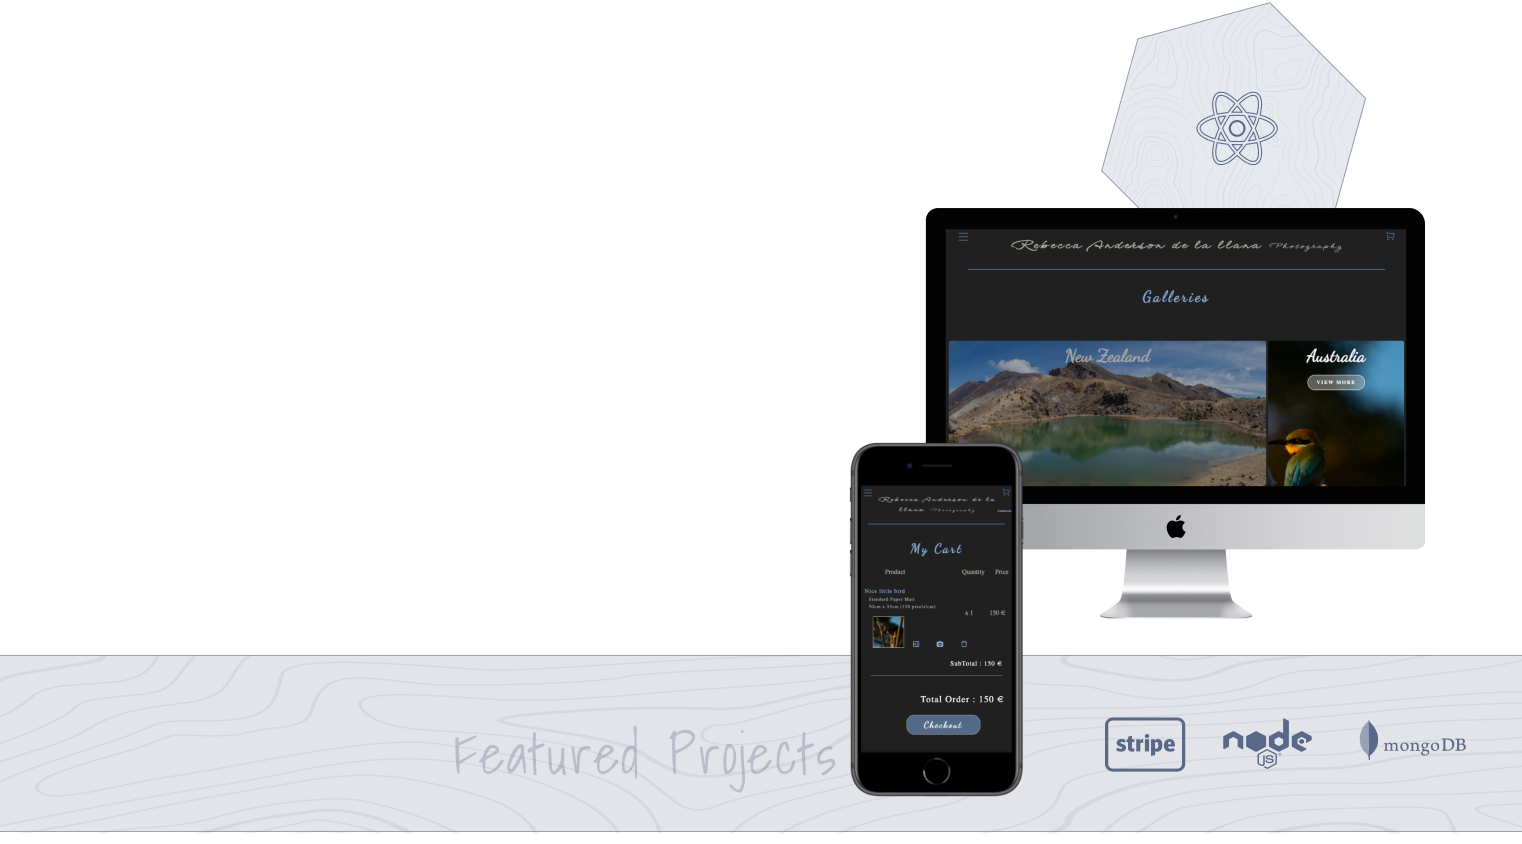 Rebecca Anderson de la llana Photography
Galleries
New Zealand
Australia
VIEW MORE
Rebecca Anderson de la
llana Photography
My Cart
Product Quantity Price
Nice little bird
Standard Paper Matt
x 1 150 €
SubTotal : 150 €
Total Order : 150 €
Checkout
Featured Projects
stripe
node
JS
mongoDB